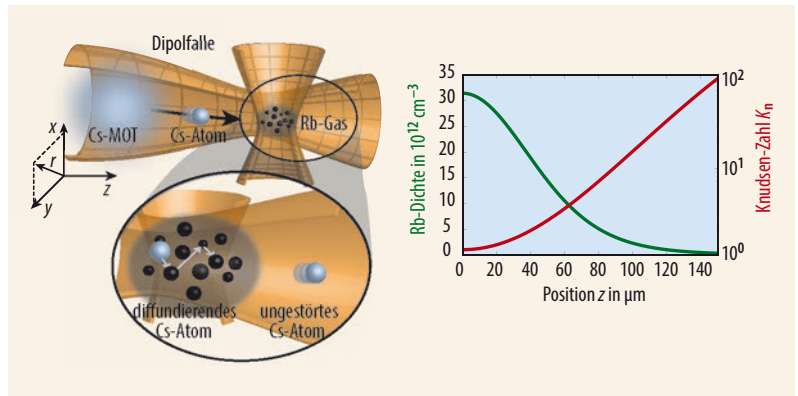 Dipolfalle
Cs-MOT
Cs-Atom
Rb-Gas
x
r
z
y
diffundierendes
Cs-Atom
ungestörtes
Cs-Atom
Rb-Dichte in 10¹² cm⁻³
35
30
25
20
15
10
5
0
0 20 40 60 80 100 120 140
Position z in µm
10²
10¹
10⁰
Knudsen-Zahl Kn